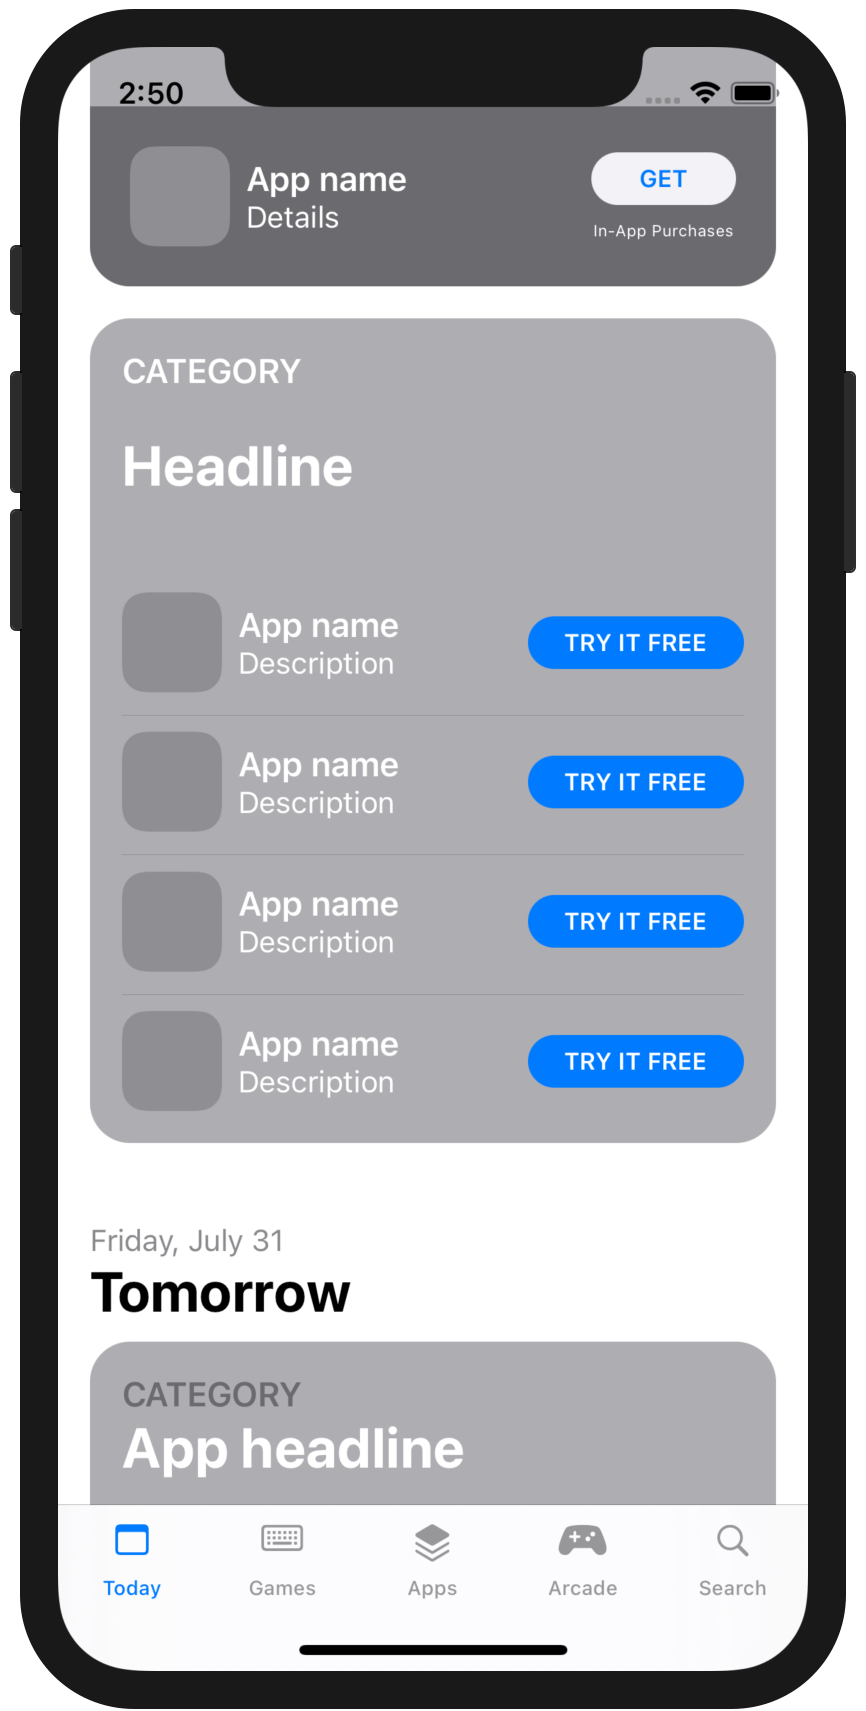 2:50
App name
Details
GET
In-App Purchases
CATEGORY
Headline
App name
Description
TRY IT FREE
App name
Description
TRY IT FREE
App name
Description
TRY IT FREE
App name
Description
TRY IT FREE
Friday, July 31
Tomorrow
CATEGORY
App headline
Today
Games
Apps
Arcade
Search